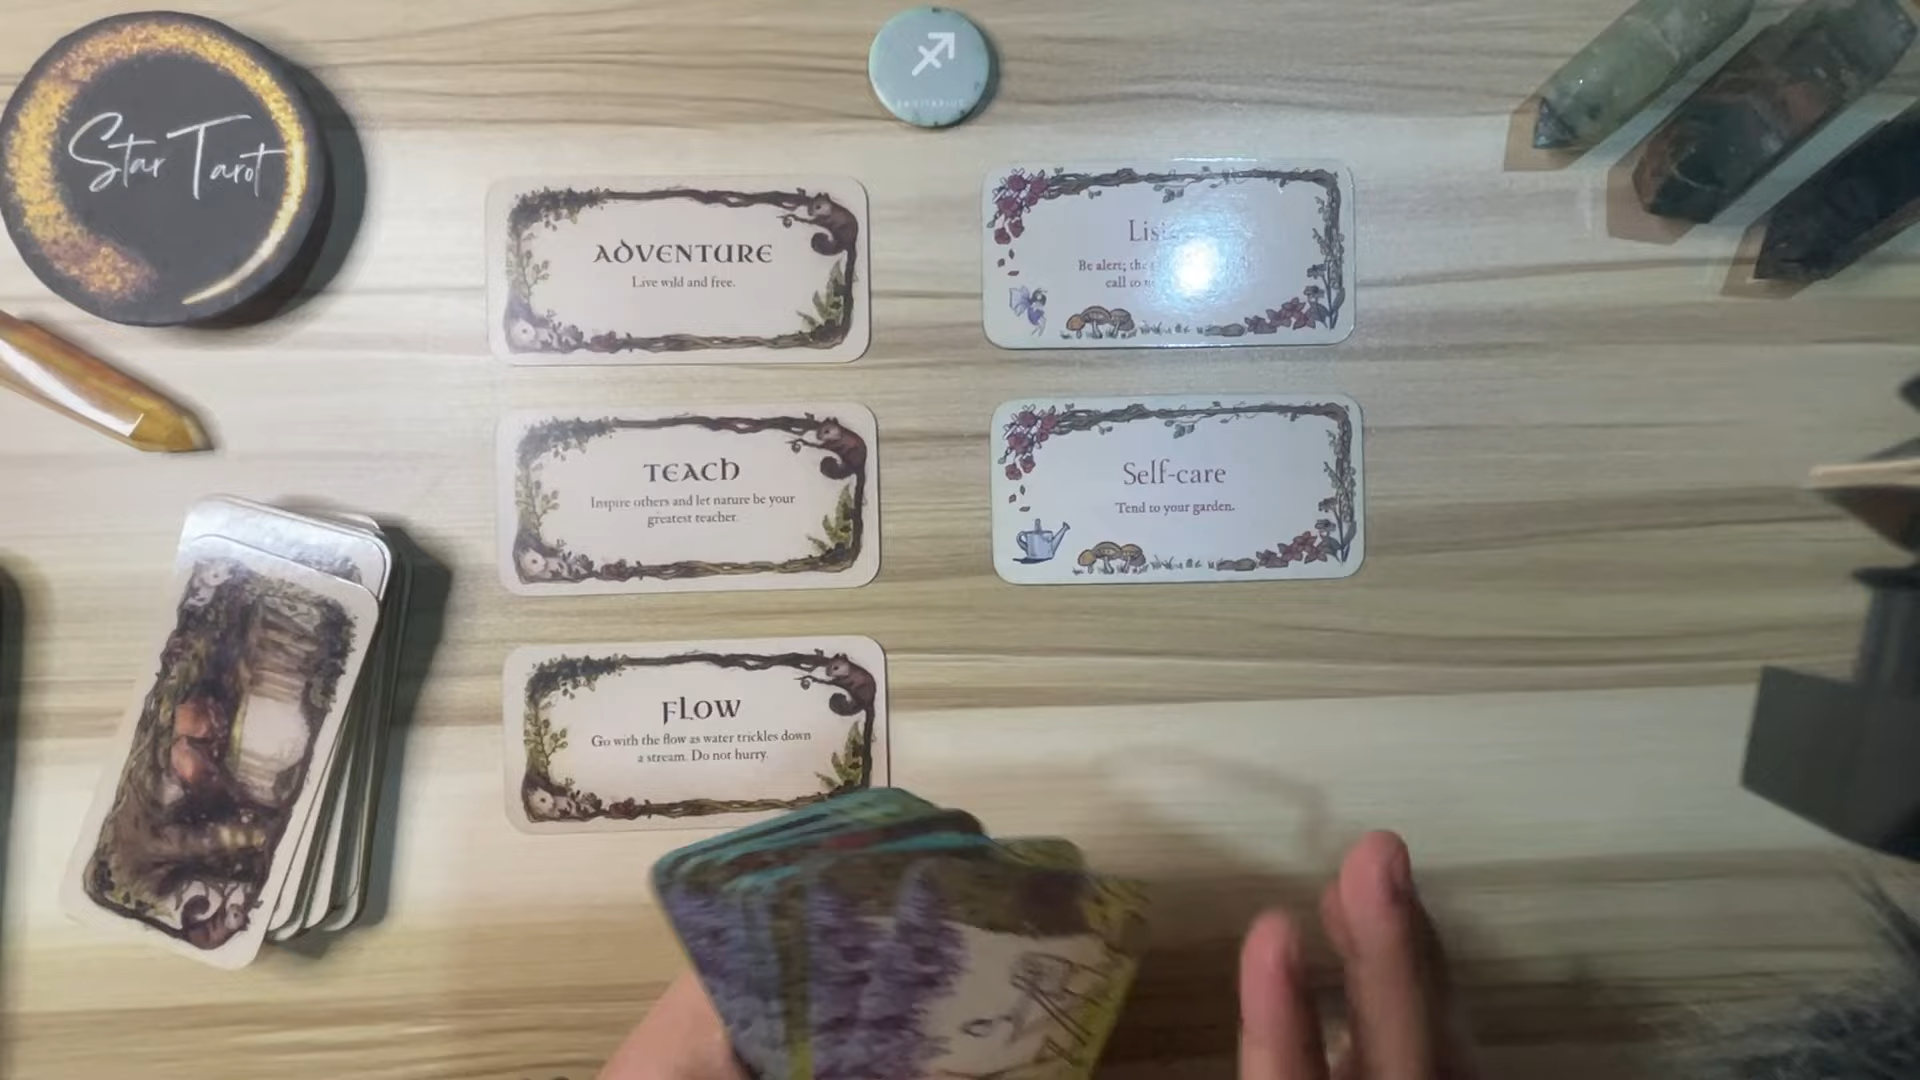 Star Tarot
ADVENTURE
Live wild and free.
Be alert;
call to
TEACH
Inspire others and let nature be your
greatest teacher.
Self-care
Tend to your garden.
FLOW
Go with the flow as water trickles down
a stream. Do not hurry.